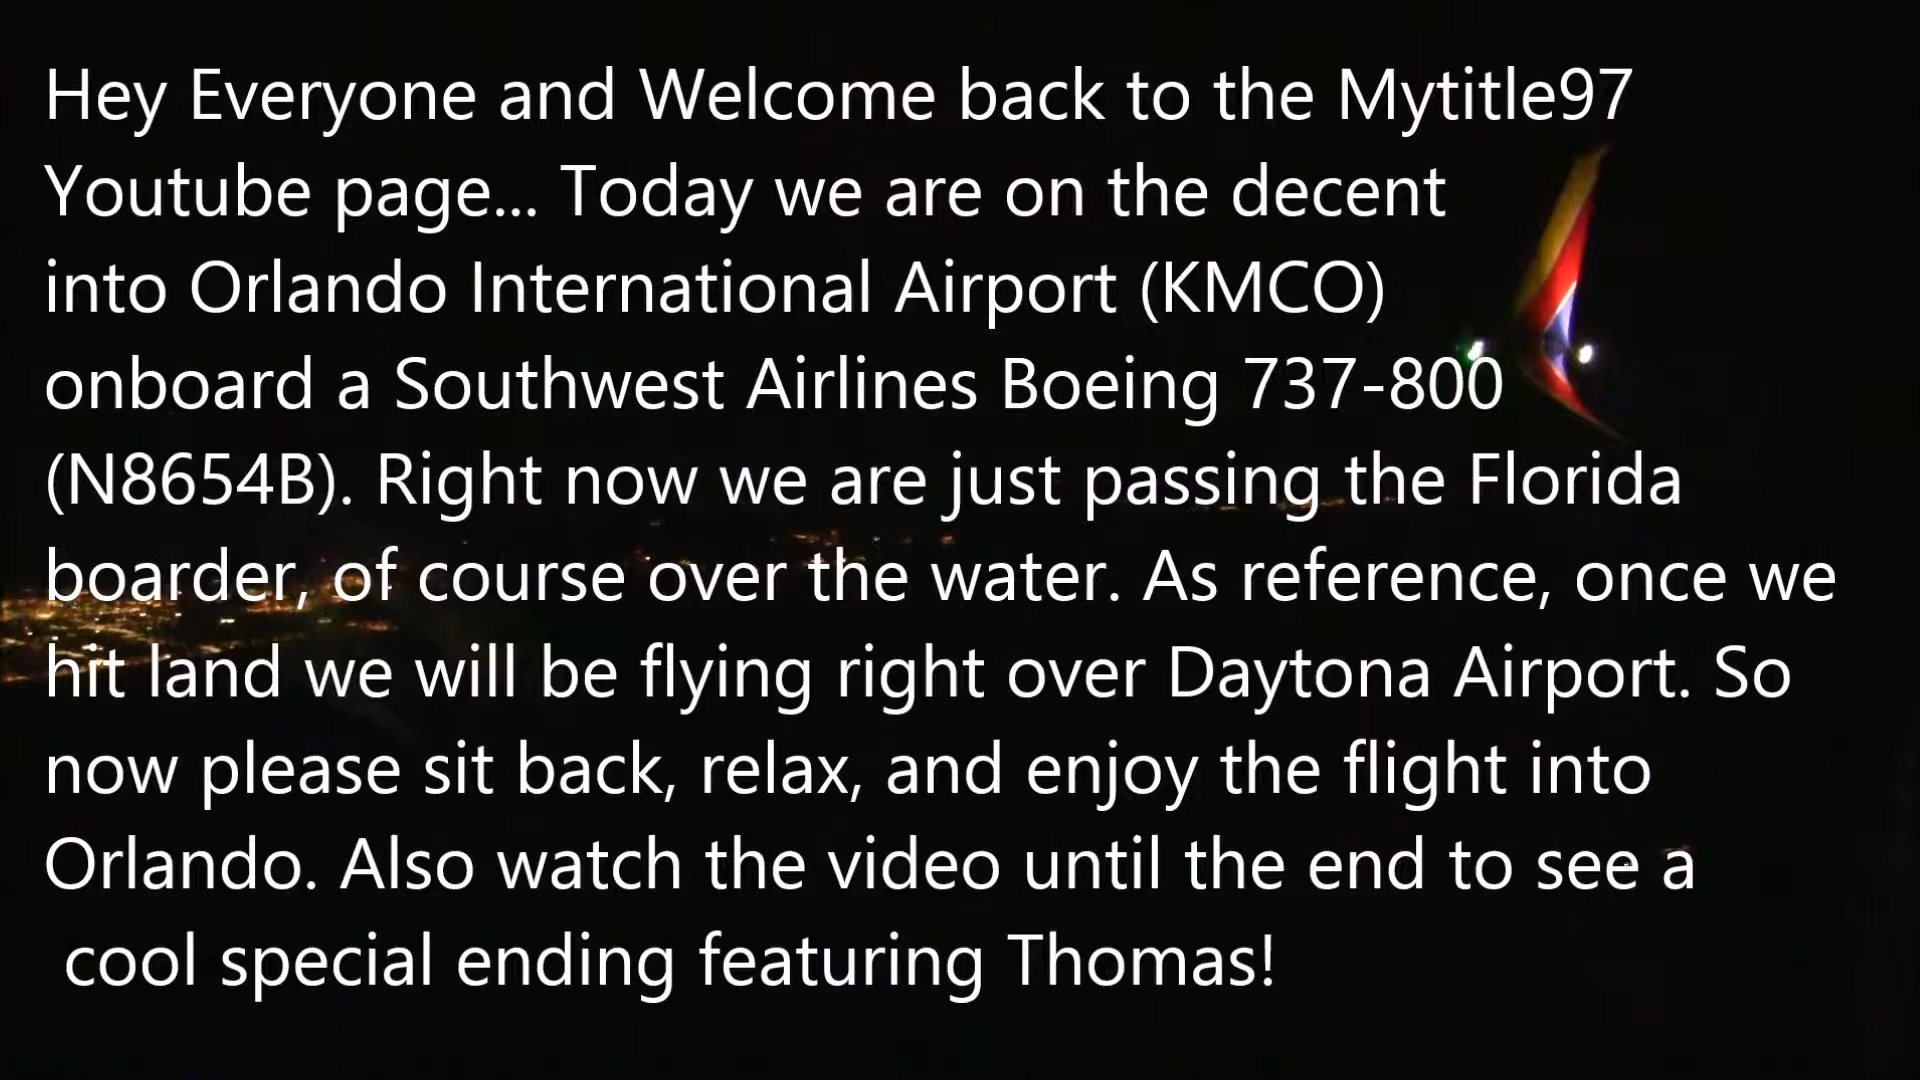 Hey Everyone and Welcome back to the Mytitle97
Youtube page... Today we are on the decent
into Orlando International Airport (KMCO)
onboard a Southwest Airlines Boeing 737-800
(N8654B). Right now we are just passing the Florida
boarder, of course over the water. As reference, once we
hit land we will be flying right over Daytona Airport. So
now please sit back, relax, and enjoy the flight into
Orlando. Also watch the video until the end to see a
cool special ending featuring Thomas!